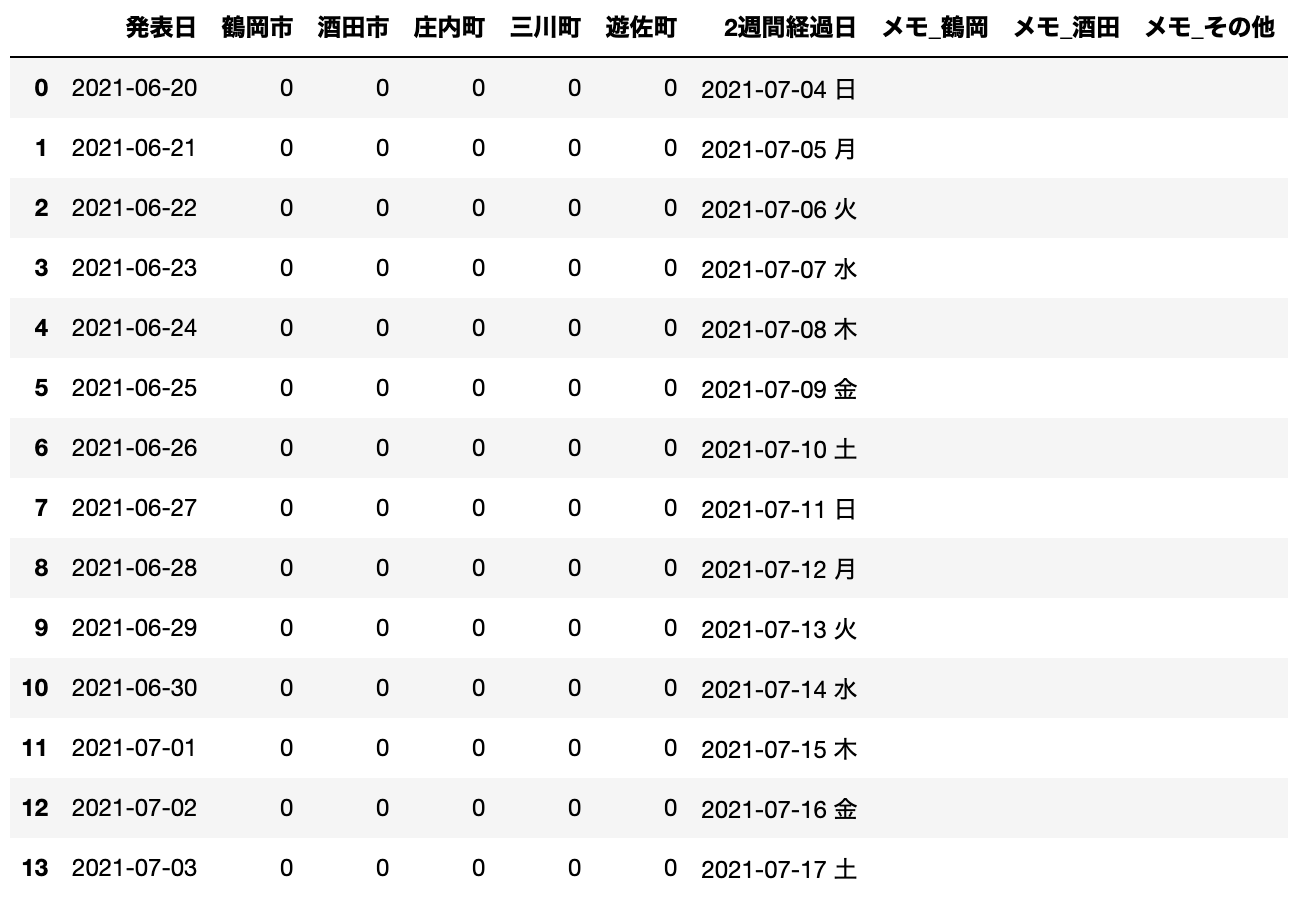 発表日 鶴岡市 酒田市 庄内町 三川町 遊佐町 2週間経過日 メモ_鶴岡 メモ_酒田 メモ_その他
0 2021-06-20 0 0 0 0 0 2021-07-04 日
1 2021-06-21 0 0 0 0 0 2021-07-05 月
2 2021-06-22 0 0 0 0 0 2021-07-06 火
3 2021-06-23 0 0 0 0 0 2021-07-07 水
4 2021-06-24 0 0 0 0 0 2021-07-08 木
5 2021-06-25 0 0 0 0 0 2021-07-09 金
6 2021-06-26 0 0 0 0 0 2021-07-10 土
7 2021-06-27 0 0 0 0 0 2021-07-11 日
8 2021-06-28 0 0 0 0 0 2021-07-12 月
9 2021-06-29 0 0 0 0 0 2021-07-13 火
10 2021-06-30 0 0 0 0 0 2021-07-14 水
11 2021-07-01 0 0 0 0 0 2021-07-15 木
12 2021-07-02 0 0 0 0 0 2021-07-16 金
13 2021-07-03 0 0 0 0 0 2021-07-17 土